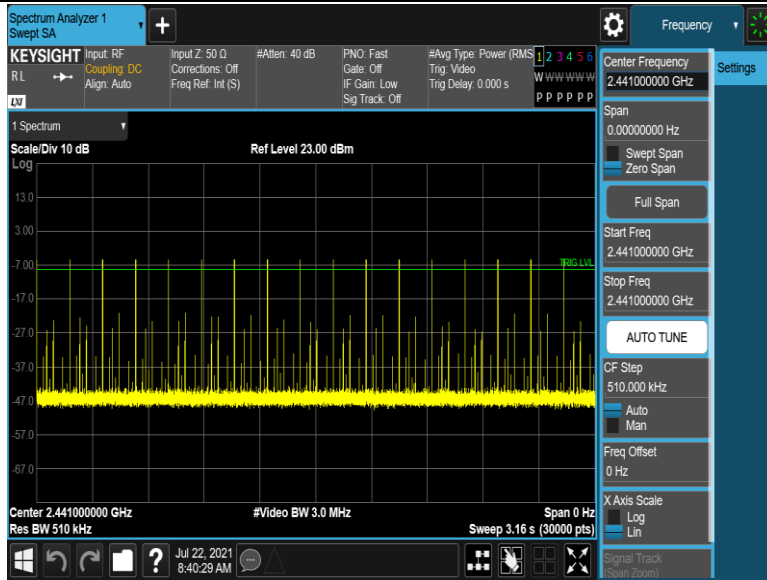 Spectrum Analyzer 1
Swept SA
Frequency
KEYSIGHT
RL
LXI
Input: RF
Coupling: DC
Align: Auto
Input Z: 50 Ω
Corrections: Off
Freq Ref: Int (S)
#Atten: 40 dB
PNO: Fast
Gate: Off
IF Gain: Low
Sig Track: Off
#Avg Type: Power (RMS
Trig: Video
Trig Delay: 0.000 s
1 2 3 4 5 6
W W W W W W
P P P P P P
1 Spectrum
Scale/Div 10 dB
Ref Level 23.00 dBm
Log
13.0
3.00
-7.00
TRIG LVL
-17.0
-27.0
-37.0
-47.0
-57.0
-67.0
Center 2.441000000 GHz
#Video BW 3.0 MHz
Span 0 Hz
Res BW 510 kHz
Sweep 3.16 s (30000 pts)
Jul 22, 2021
8:40:29 AM
?
Center Frequency
2.441000000 GHz
Settings
Span
0.00000000 Hz
Swept Span
Zero Span
Full Span
Start Freq
2.441000000 GHz
Stop Freq
2.441000000 GHz
AUTO TUNE
CF Step
510.000 kHz
Auto
Man
Freq Offset
0 Hz
X Axis Scale
Log
Lin
Signal Track
(Span Zoom)